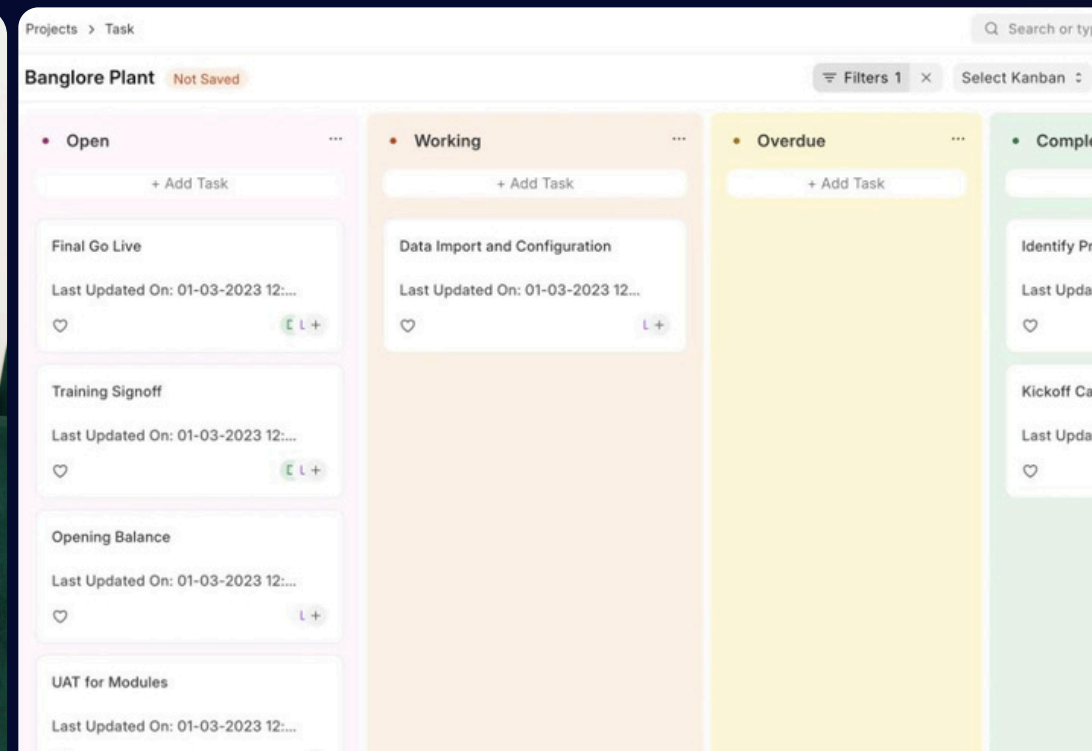 Projects > Task
Search or ty
Banglore Plant Not Saved
Filters 1 × Select Kanban
Open ...
+ Add Task
Final Go Live
Last Updated On: 01-03-2023 12:...
L +
Training Signoff
Last Updated On: 01-03-2023 12:...
L +
Opening Balance
Last Updated On: 01-03-2023 12:...
L +
UAT for Modules
Last Updated On: 01-03-2023 12:...
Working ...
+ Add Task
Data Import and Configuration
Last Updated On: 01-03-2023 12...
L +
Overdue ...
+ Add Task
Comple
Identify Pr
Last Upda
Kickoff Ca
Last Upda